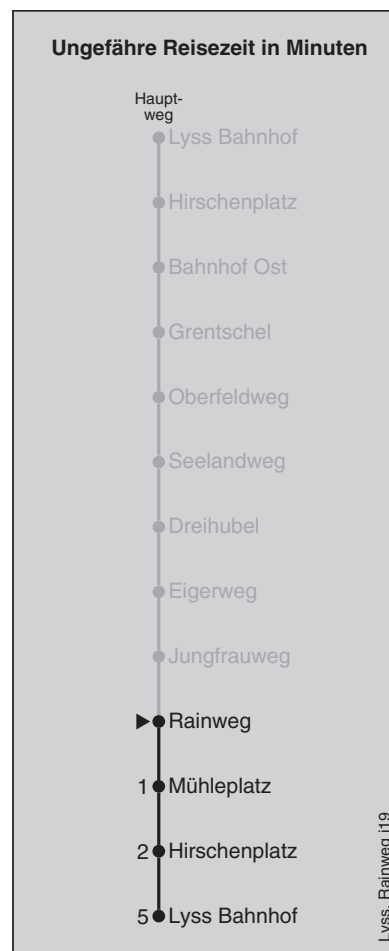 Ungefähre Reisezeit in Minuten
Haupt-
weg
Lyss Bahnhof
Hirschenplatz
Bahnhof Ost
Grentschel
Oberfeldweg
Seelandweg
Dreihubel
Eigerweg
Jungfrauweg
Rainweg
1 Mühleplatz
2 Hirschenplatz
5 Lyss Bahnhof
Lyss, Rainweg j19